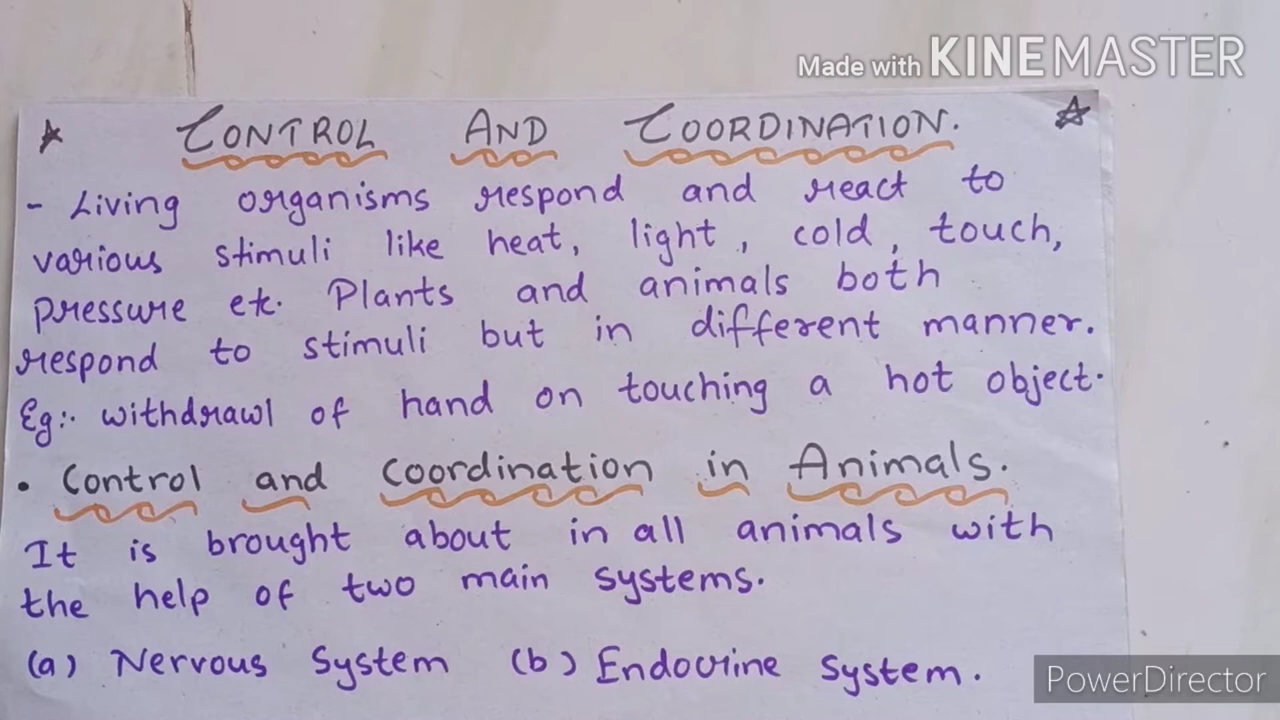 Made with KINEMASTER
CONTROL AND COORDINATION.
- Living organisms respond and react to
various stimuli like heat, light, cold, touch,
pressure etc. Plants and animals both
respond to stimuli but in different manner.
Eg:- withdrawl of hand on touching a hot object.
• Control and Coordination in Animals.
It is brought about in all animals with
the help of two main systems.
(a) Nervous System (b) Endocrine System.
PowerDirector